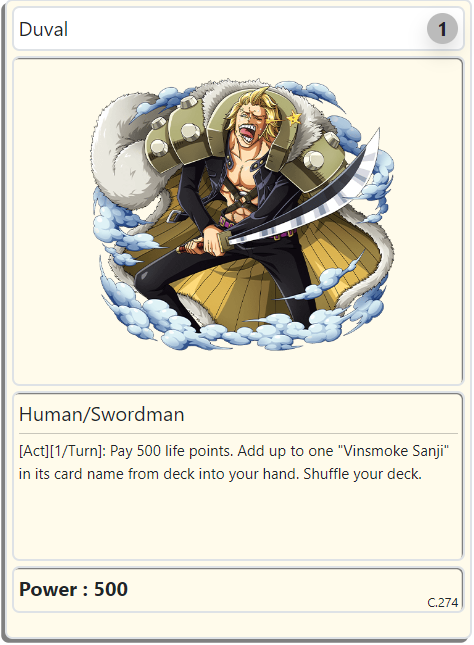 Duval
1
Human/Swordman
[Act][1/Turn]: Pay 500 life points. Add up to one "Vinsmoke Sanji"
in its card name from deck into your hand. Shuffle your deck.
Power : 500
C.274